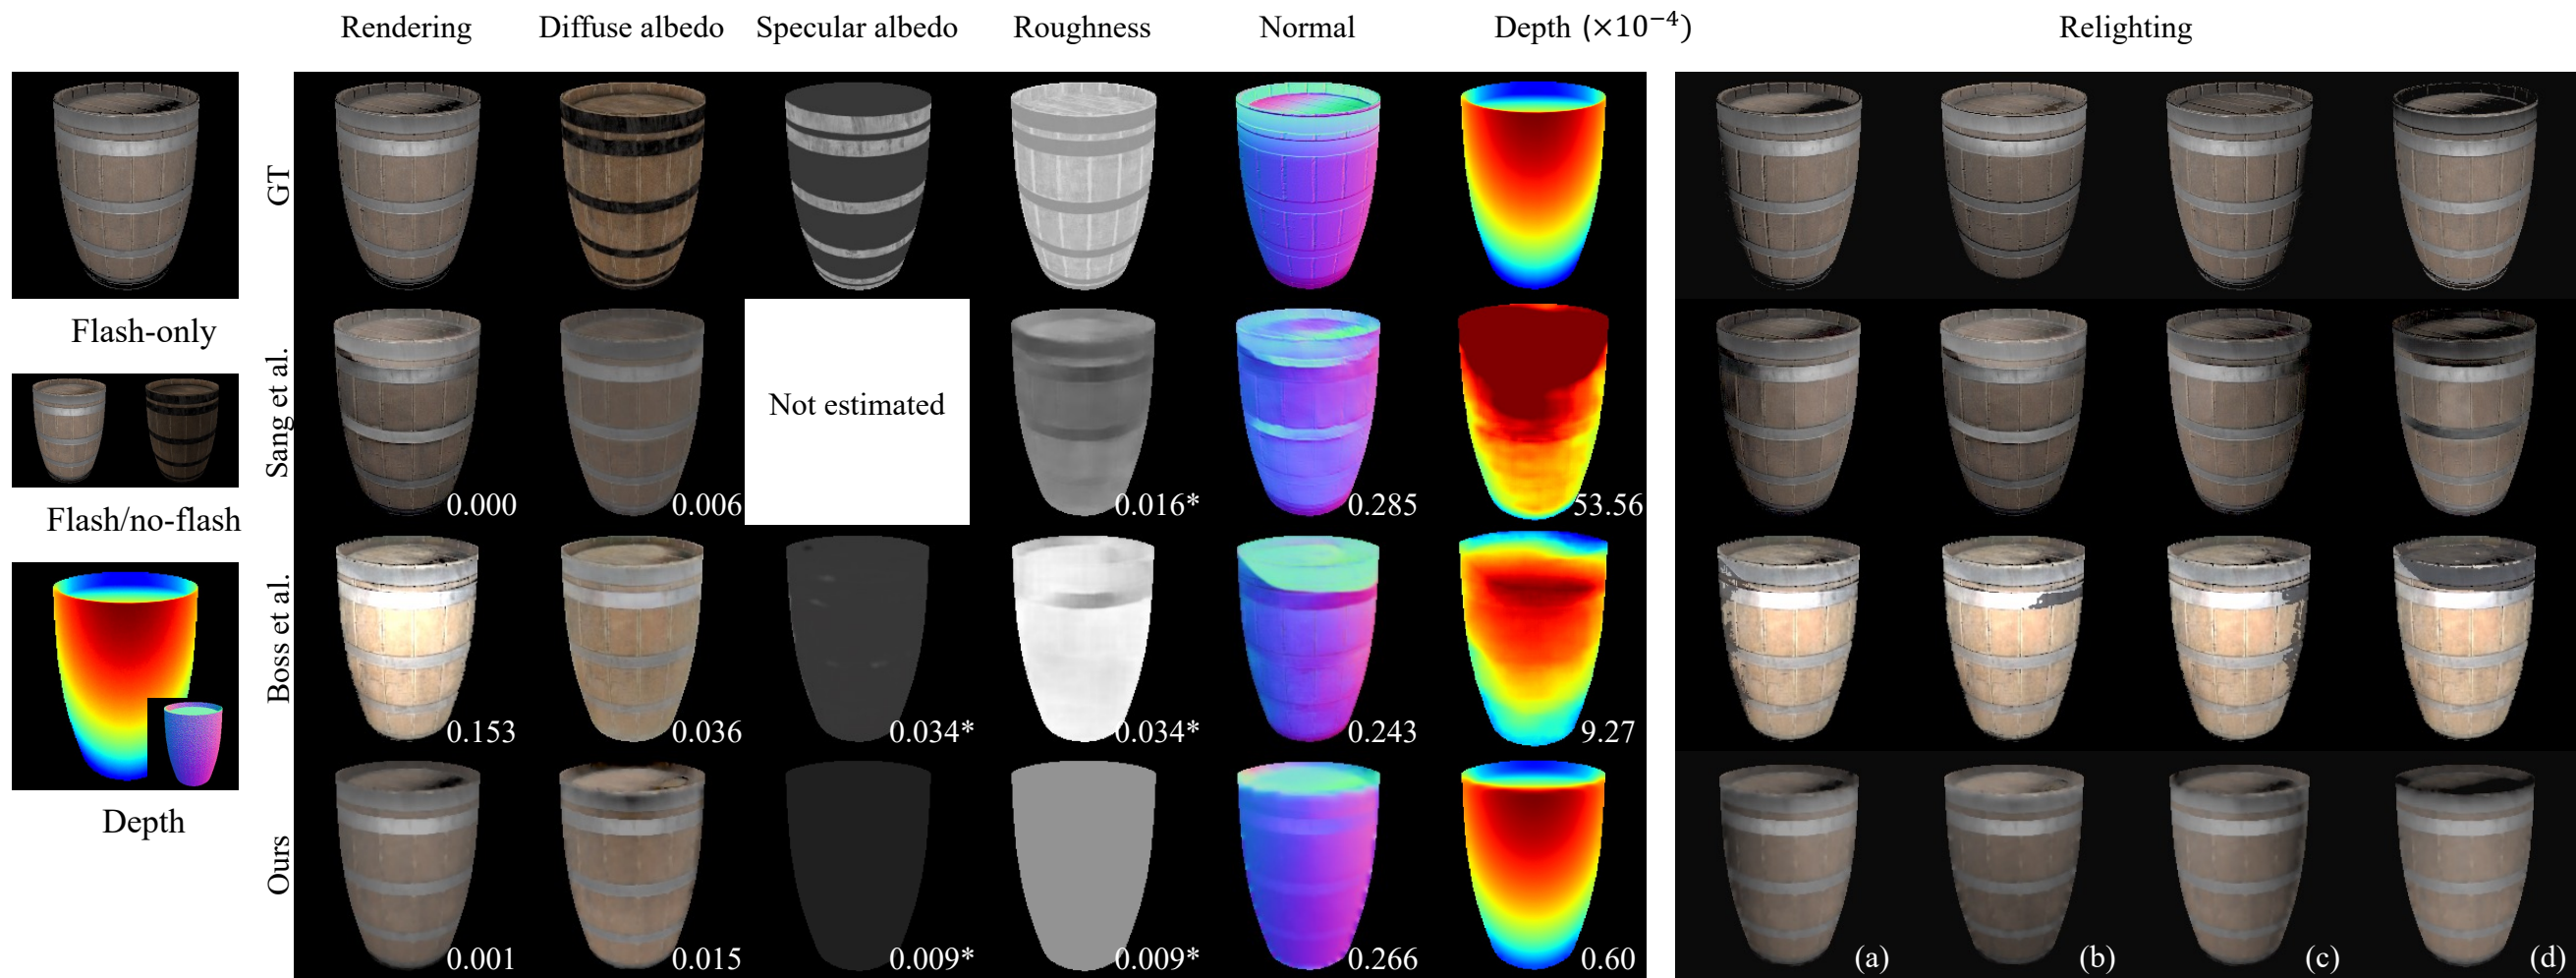 Rendering Diffuse albedo Specular albedo Roughness Normal Depth (×10⁻⁴) Relighting
GT
Flash-only
Sang et al.
Not estimated
0.000 0.006 0.016* 0.285 53.56
Flash/no-flash
Boss et al.
0.153 0.036 0.034* 0.034* 0.243 9.27
Depth
Ours
0.001 0.015 0.009* 0.009* 0.266 0.60
(a) (b) (c) (d)